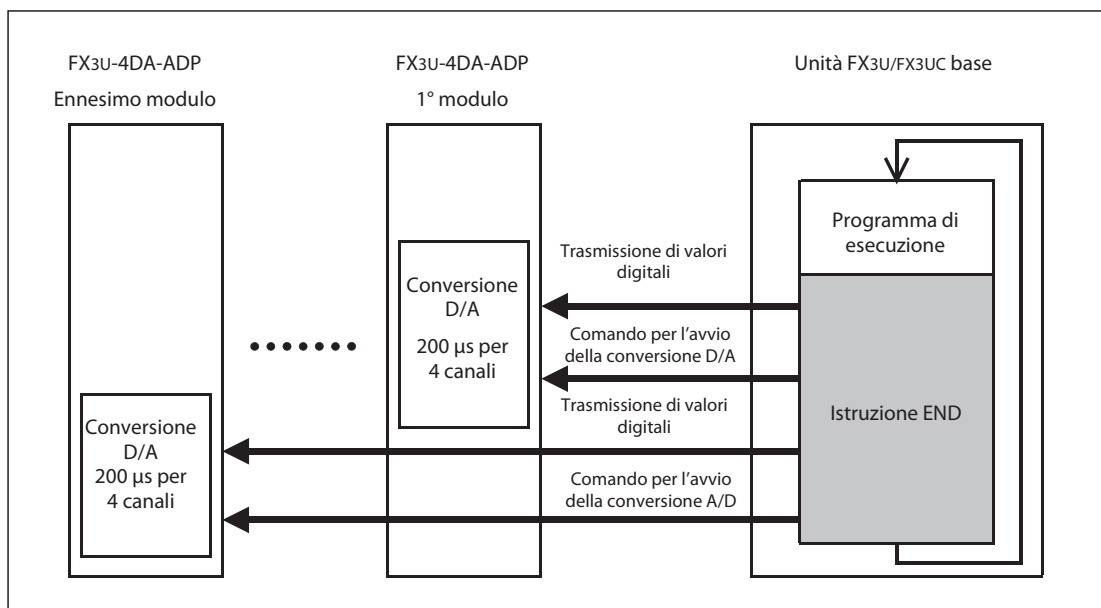 FX3U-4DA-ADP
Ennesimo modulo
FX3U-4DA-ADP
1° modulo
Unità FX3U/FX3UC base
Programma di
esecuzione
Trasmissione di valori
digitali
Conversione
D/A
200 µs per
4 canali
Comando per l'avvio
della conversione D/A
Trasmissione di valori
digitali
Istruzione END
Conversione
D/A
200 µs per
4 canali
Comando per l'avvio
della conversione A/D